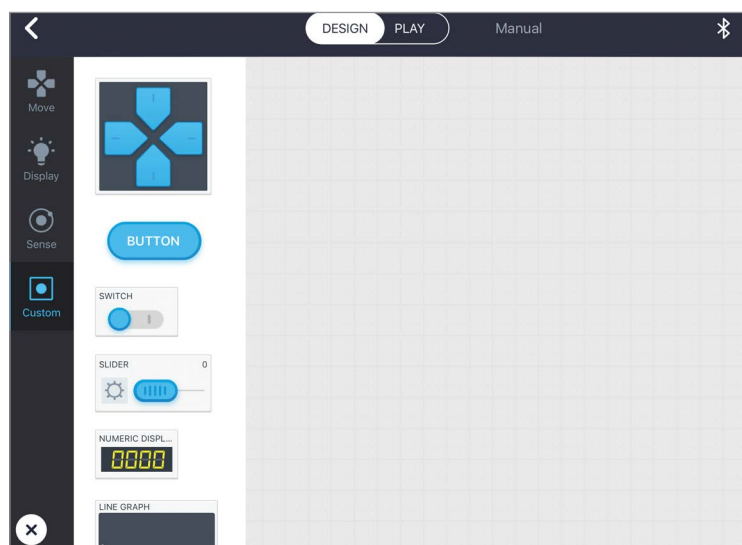 DESIGN PLAY Manual
Move
Display
Sense
Custom
BUTTON
SWITCH
SLIDER 0
NUMERIC DISPL...
0000
LINE GRAPH